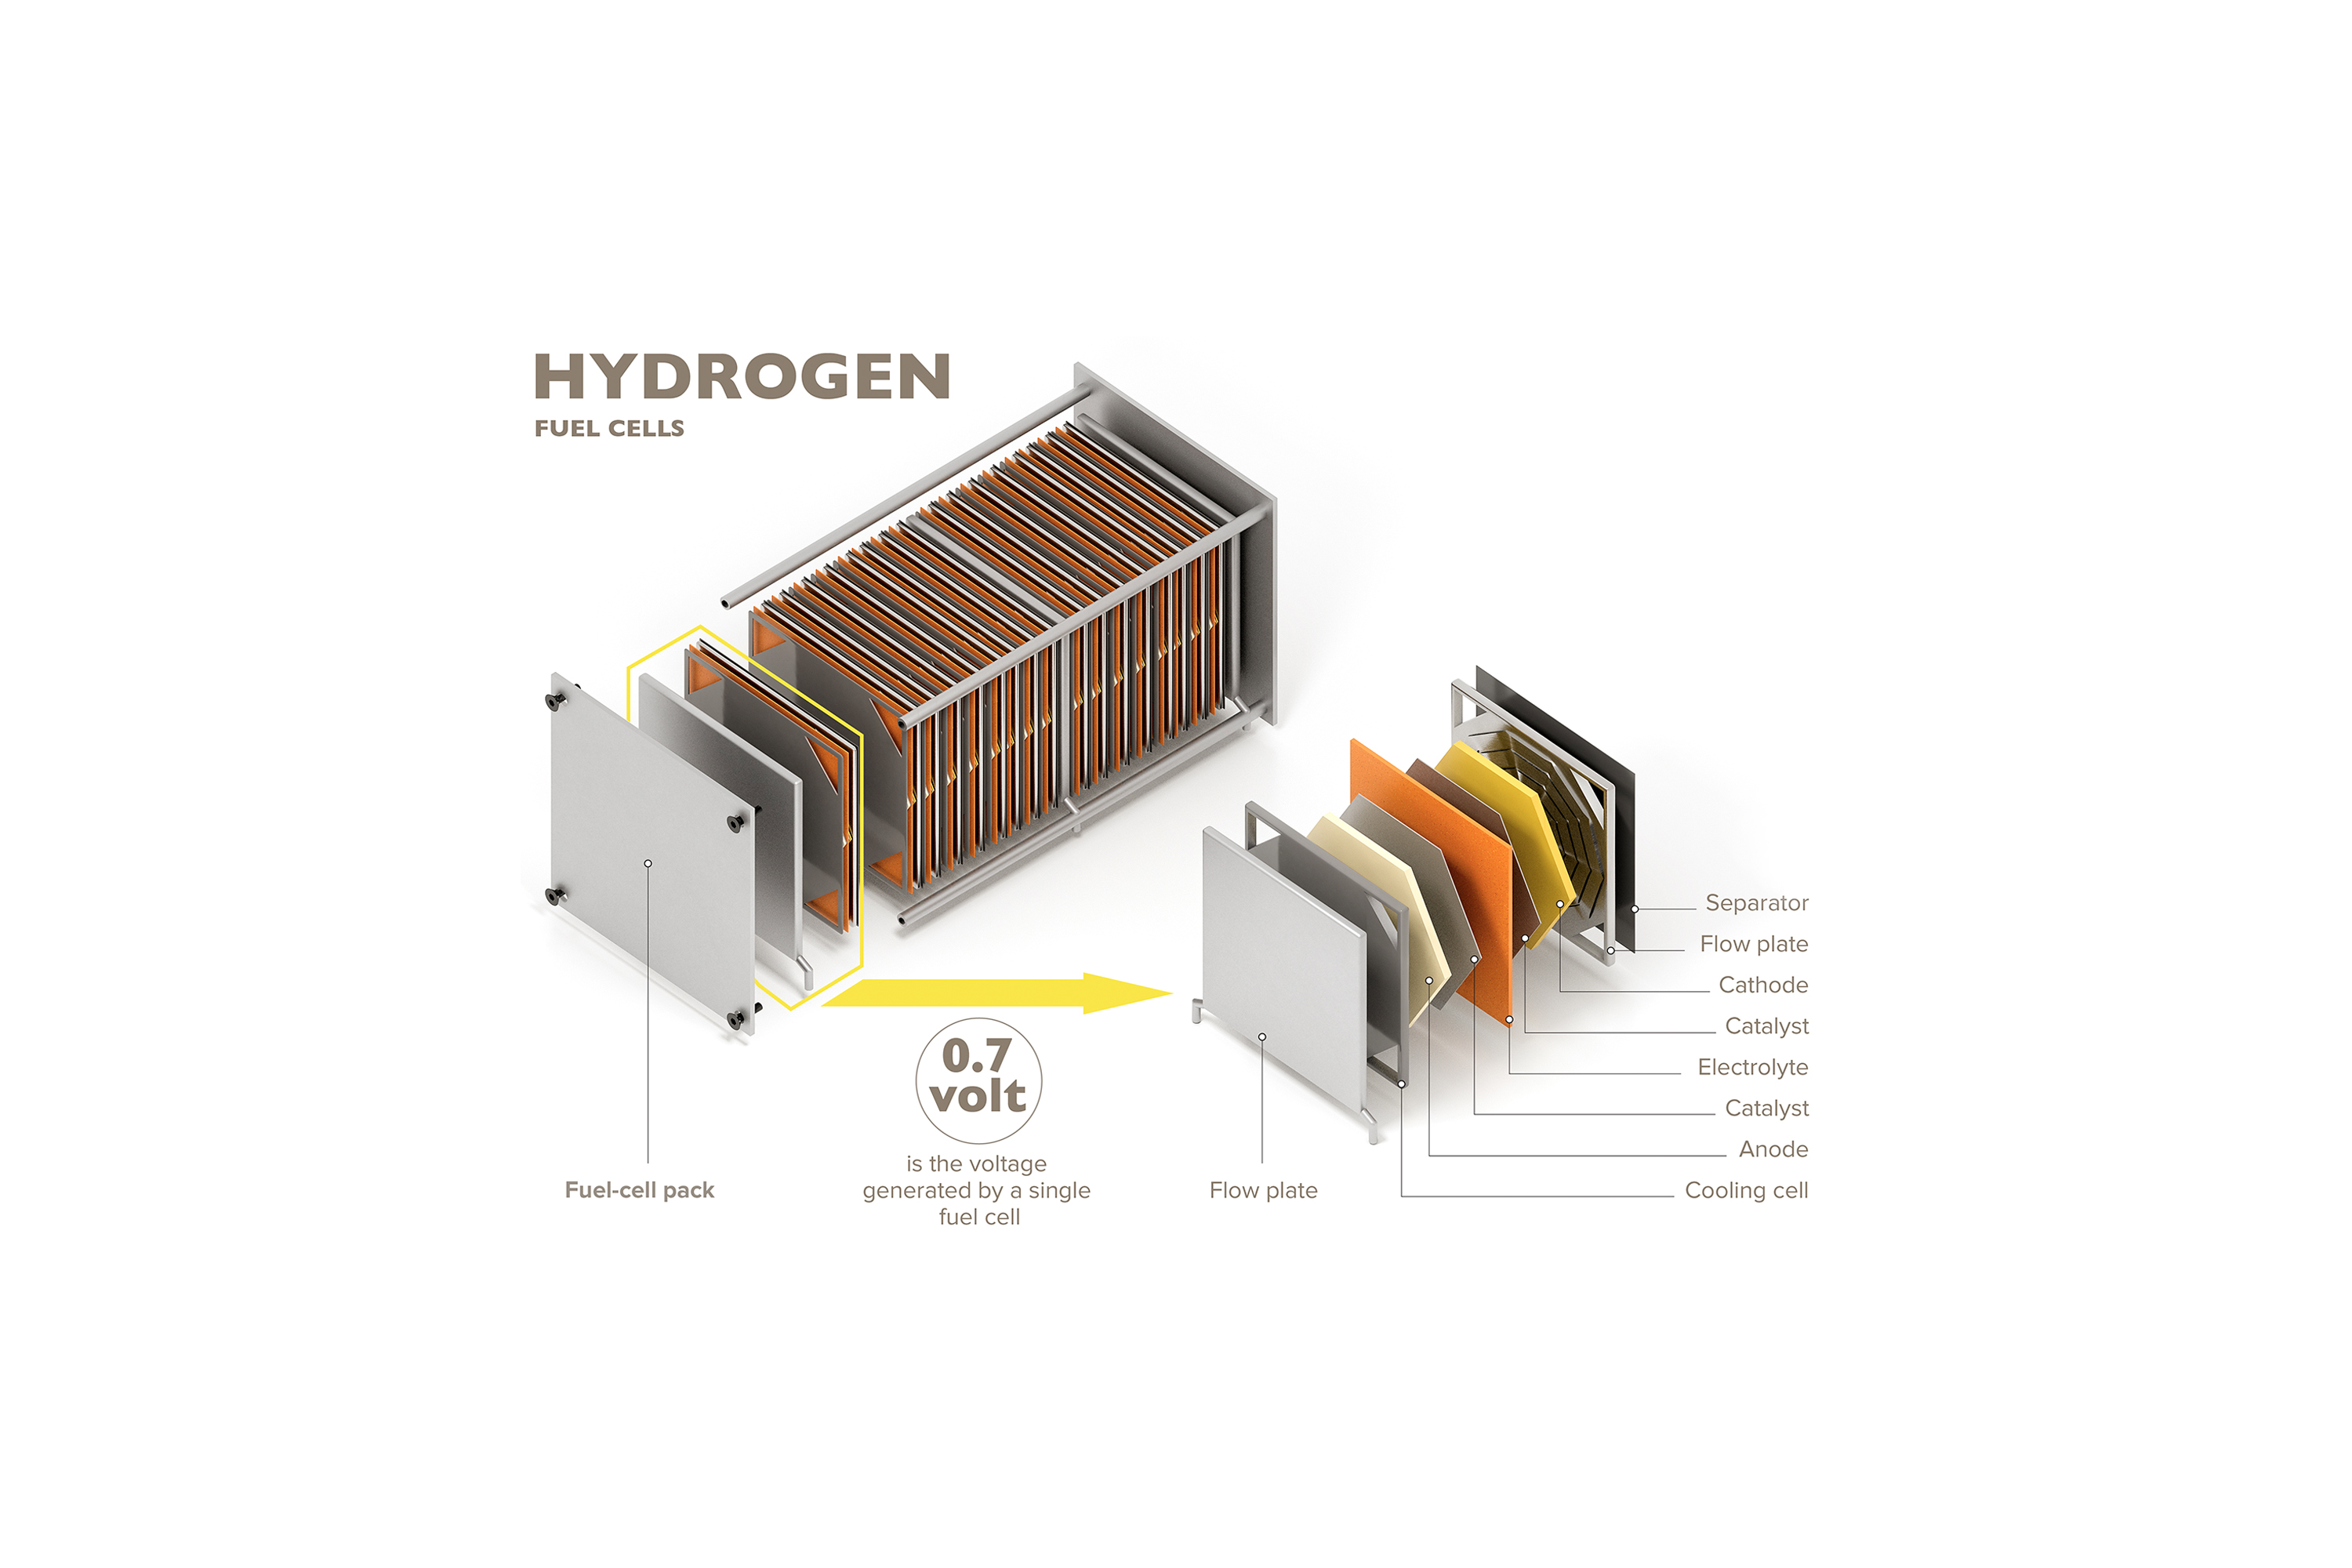 HYDROGEN
FUEL CELLS
Separator
Flow plate
Cathode
Catalyst
Electrolyte
Catalyst
Anode
Cooling cell
0.7
volt
is the voltage
generated by a single
fuel cell
Fuel-cell pack
Flow plate